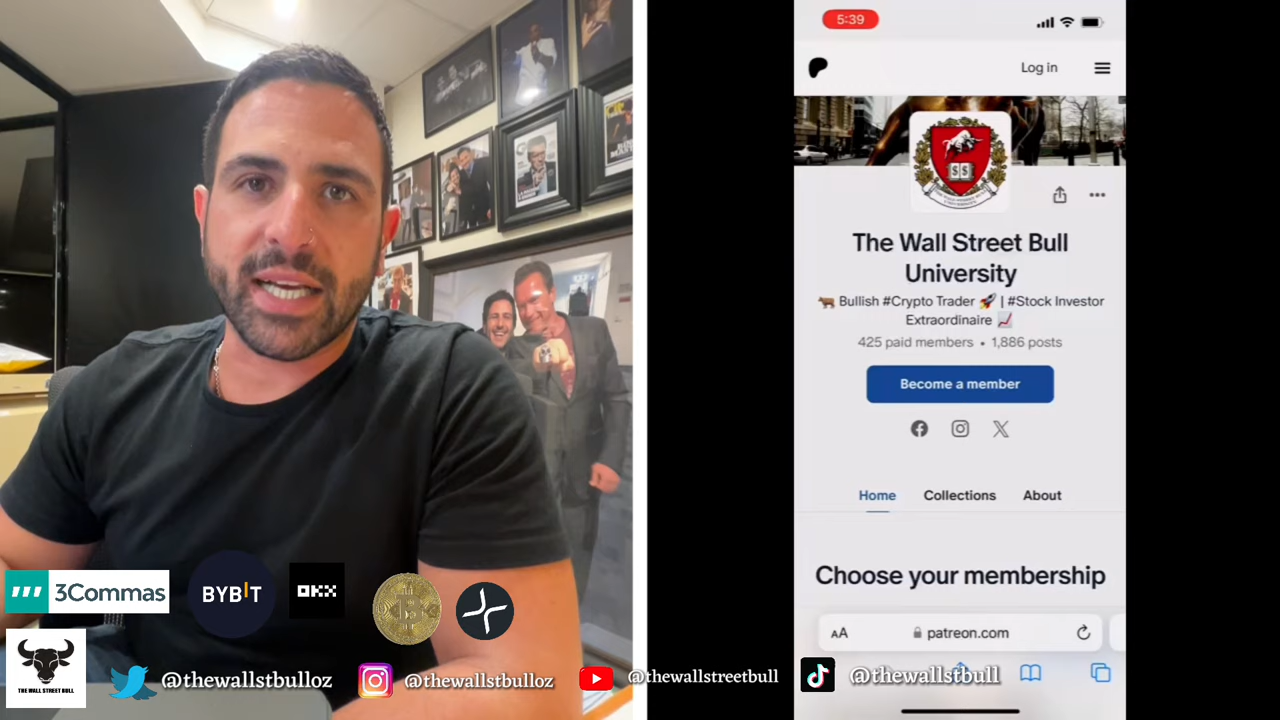 5:39
Log in
$ $
The Wall Street Bull
University
🐂 Bullish #Crypto Trader 🚀 | #Stock Investor
Extraordinaire 📈
425 paid members • 1,886 posts
Become a member
Home
Collections
About
Choose your membership
AA
patreon.com
3Commas
BYBIT
OKX
THE WALL STREET BULL
@thewallstbulloz
@thewallstbulloz
@thewallstreetbull
@thewallstbull